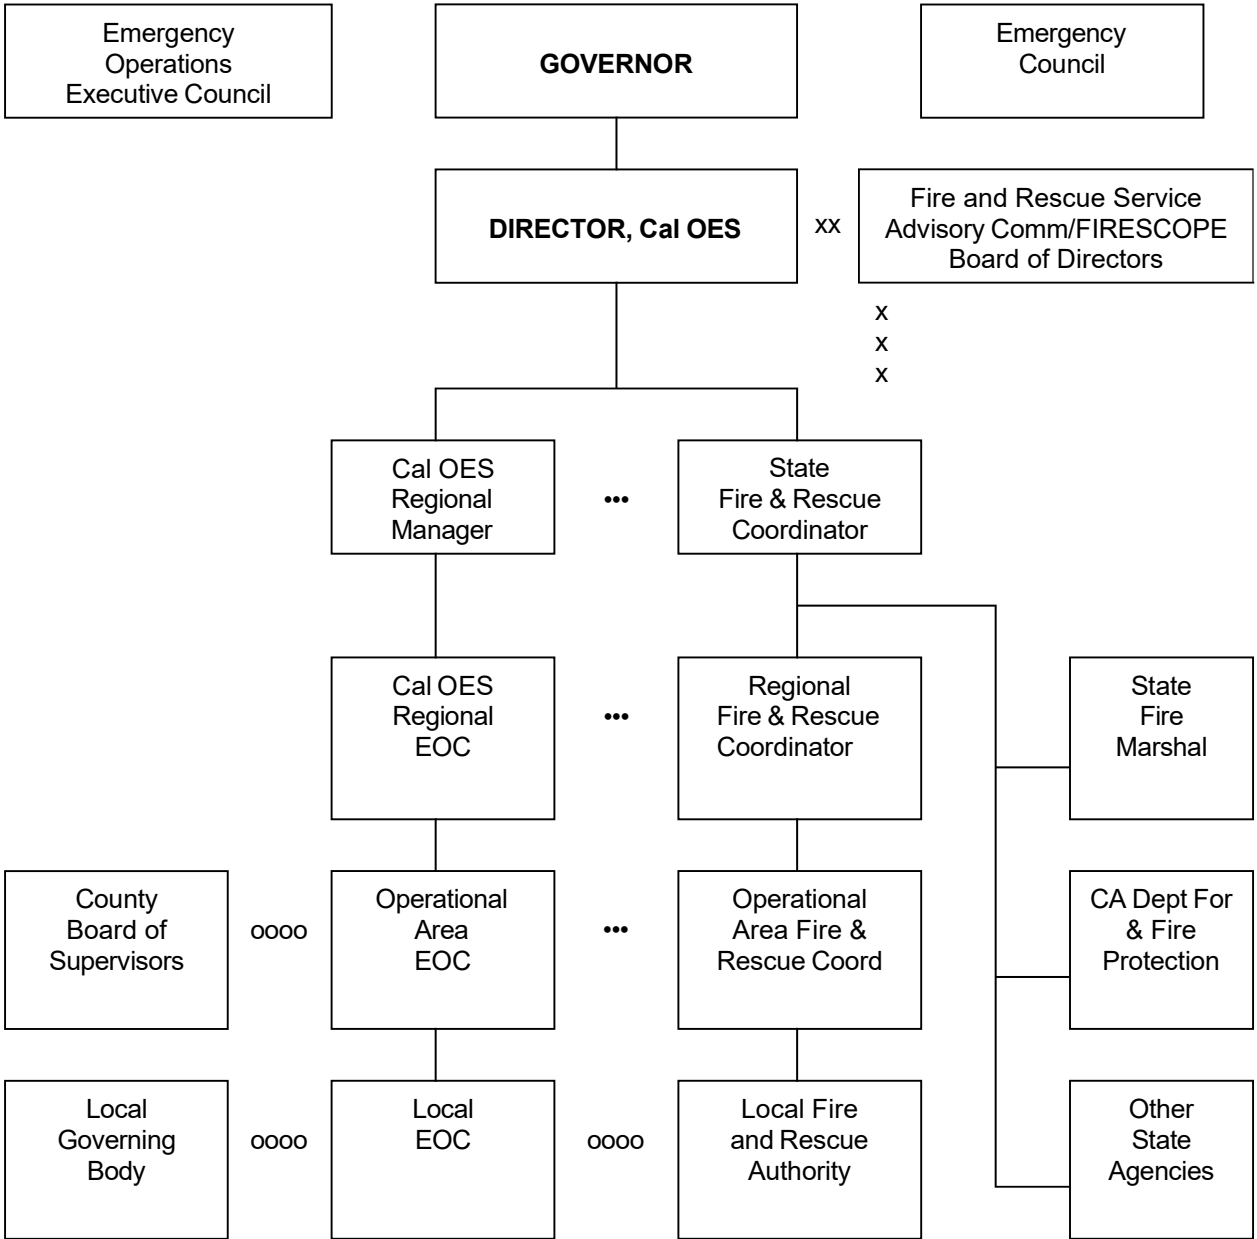 Emergency
Operations
Executive Council
GOVERNOR
Emergency
Council
DIRECTOR, Cal OES
xx
Fire and Rescue Service
Advisory Comm/FIRESCOPE
Board of Directors
x
x
x
Cal OES
Regional
Manager
•••
State
Fire & Rescue
Coordinator
Cal OES
Regional
EOC
•••
Regional
Fire & Rescue
Coordinator
State
Fire
Marshal
County
Board of
Supervisors
oooo
Operational
Area
EOC
•••
Operational
Area Fire &
Rescue Coord
CA Dept For
& Fire
Protection
Local
Governing
Body
oooo
Local
EOC
oooo
Local Fire
and Rescue
Authority
Other
State
Agencies